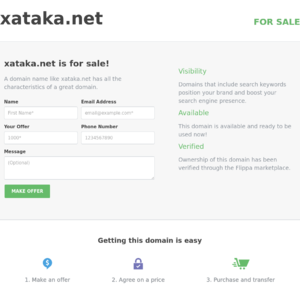 xataka.net
FOR SALE
xataka.net is for sale!
A domain name like xataka.net has all the
characteristics of a great domain.
Name
Email Address
First Name*
email@example.com*
Your Offer
Phone Number
1234567890
Message
(Optional)
MAKE OFFER
Visibility
Domains that include search keywords
position your brand and boost your
search engine presence.
Available
This domain is available and ready to be
used now!
Verified
Ownership of this domain has been
verified through the Flippa marketplace.
Getting this domain is easy
1. Make an offer
2. Agree on a price
3. Purchase and transfer